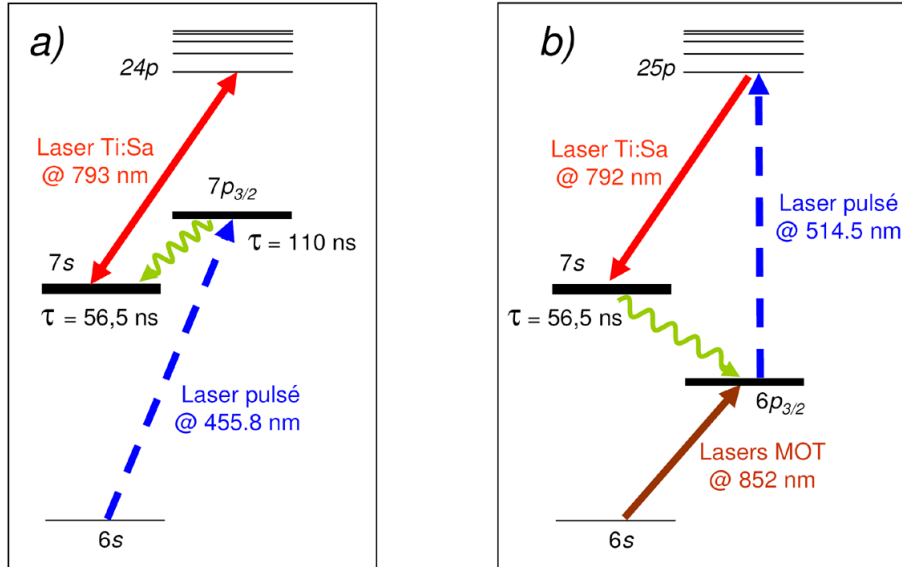 a)
24p
Laser Ti:Sa
@ 793 nm
7p3/2
τ = 110 ns
7s
τ = 56,5 ns
Laser pulsé
@ 455.8 nm
6s
b)
25p
Laser Ti:Sa
@ 792 nm
Laser pulsé
@ 514.5 nm
7s
τ = 56,5 ns
6p3/2
Lasers MOT
@ 852 nm
6s